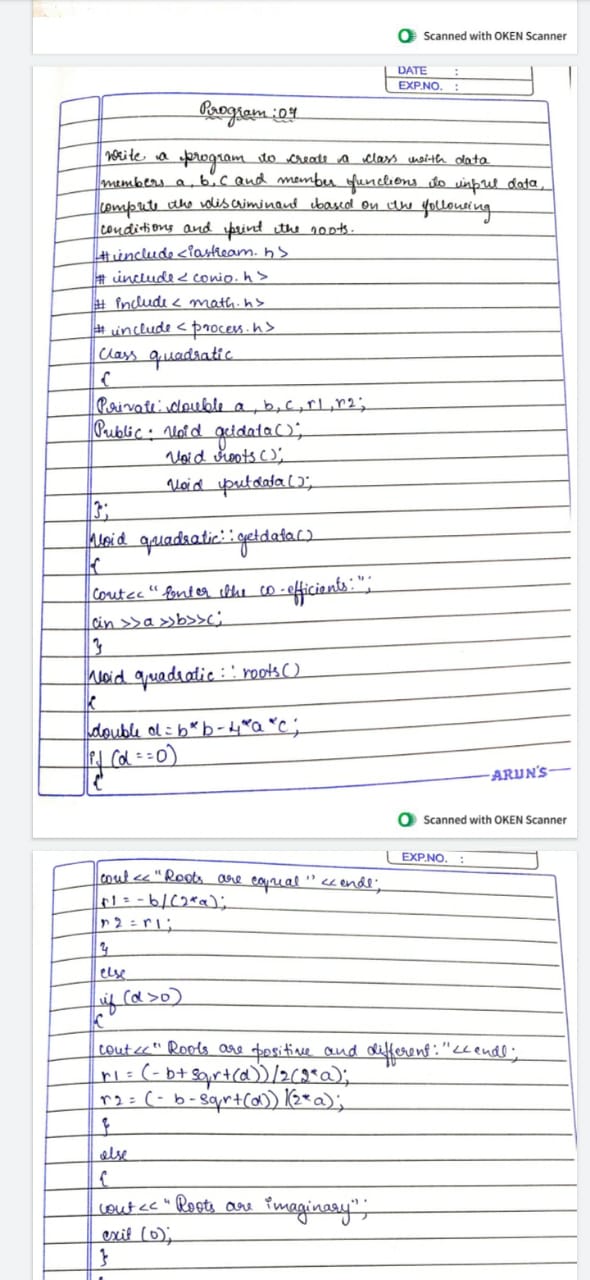 Scanned with OKEN Scanner
DATE :
EXP.NO. :
Program:07
Write a program to create a class with data
members a, b, c and member functions to input data,
compute the discriminant based on the following
conditions and print the roots.
#include<iostream.h>
#include<conio.h>
#include<math.h>
#include<process.h>
Class quadratic
{
Private: double a, b, c, r1, r2;
Public: Void getdata();
Void roots();
Void putdata();
};
Void quadratic::getdata()
{
Cout<<"Enter the co-efficients:";
cin>>a>>b>>c;
}
Void quadratic::roots()
{
double d=b*b-4*a*c;
if (d==0)
{
ARUN'S
Scanned with OKEN Scanner
EXP.NO. :
cout<<"Roots are equal"<<endl;
r1=-b/(2*a);
r2=r1;
}
else
if (d>0)
{
cout<<"Roots are positive and different:"<<endl;
r1=(-b+sqrt(d))/2(2*a);
r2=(-b-sqrt(d))/(2*a);
}
else
{
cout<<"Roots are imaginary";
exit(0);
}